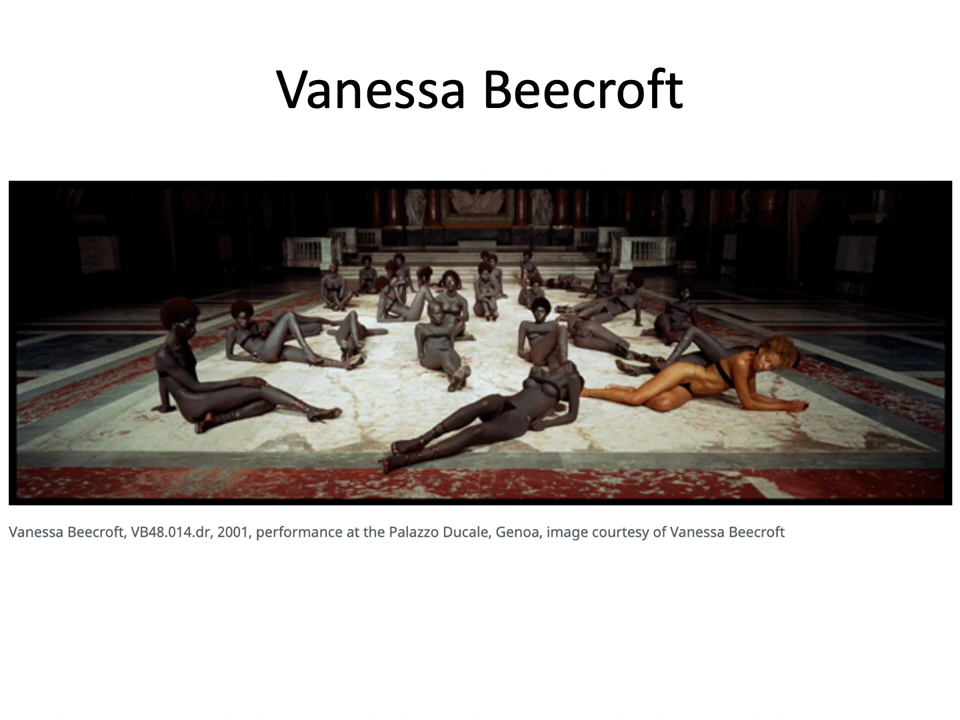 Vanessa Beecroft
Vanessa Beecroft, VB48.014.dr, 2001, performance at the Palazzo Ducale, Genoa, image courtesy of Vanessa Beecroft